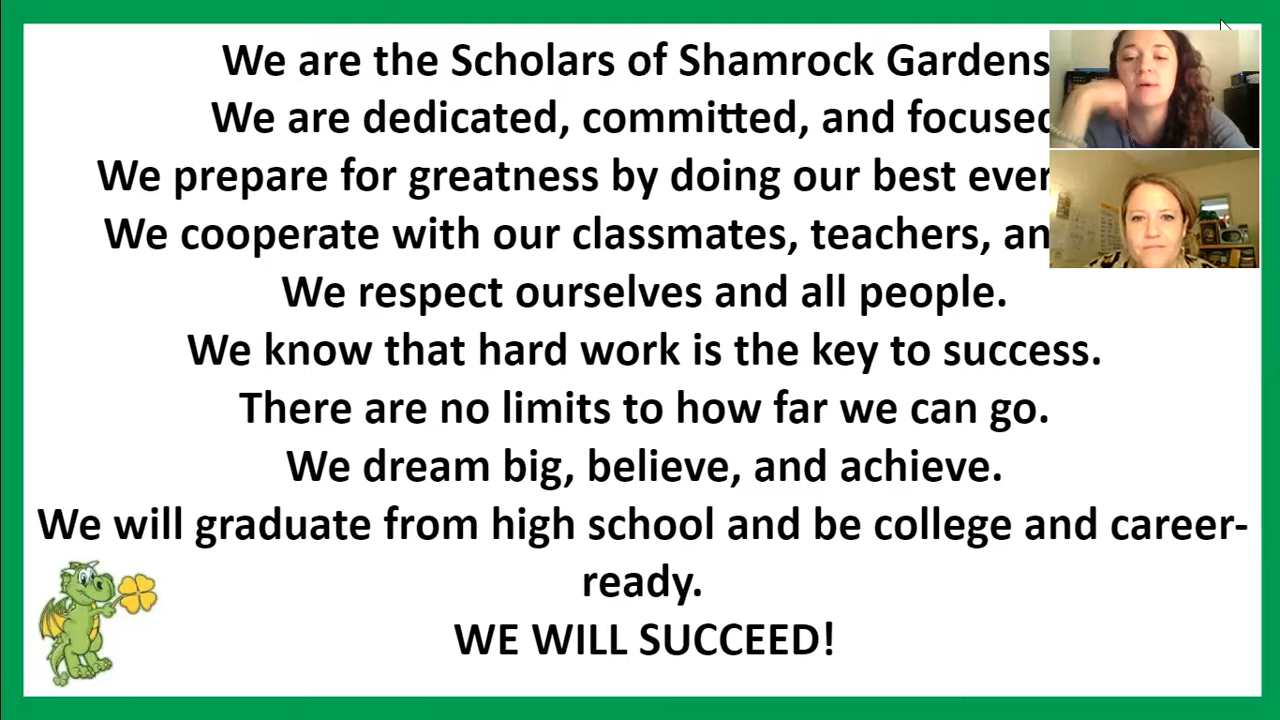 We are the Scholars of Shamrock Gardens
We are dedicated, committed, and focused
We prepare for greatness by doing our best
We cooperate with our classmates, teachers,
We respect ourselves and all people.
We know that hard work is the key to success.
There are no limits to how far we can go.
We dream big, believe, and achieve.
We will graduate from high school and be college and career-
ready.
WE WILL SUCCEED!